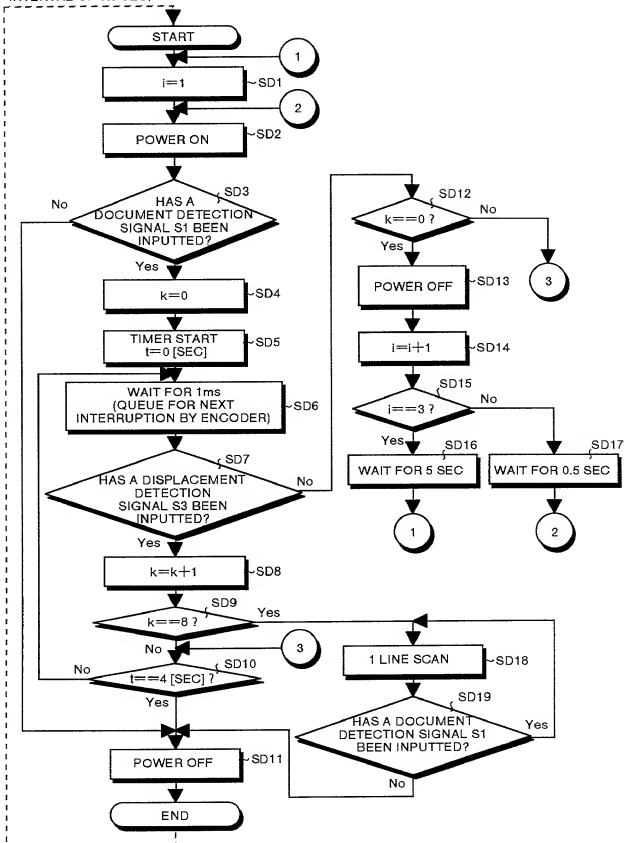 START
1
i=1
SD1
2
POWER ON
SD2
No
SD3
HAS A
DOCUMENT DETECTION
SIGNAL S1 BEEN
INPUTTED?
Yes
k=0
SD4
TIMER START
t=0 [SEC]
SD5
WAIT FOR 1ms
(QUEUE FOR NEXT
INTERRUPTION BY ENCODER)
SD6
SD7
HAS A DISPLACEMENT
DETECTION
SIGNAL S3 BEEN
INPUTTED?
No
Yes
k=k+1
SD8
SD9
k==8 ?
Yes
No
3
SD10
t==4 [SEC] ?
No
Yes
POWER OFF
SD11
END
SD12
k==0 ?
No
Yes
3
POWER OFF
SD13
i=i+1
SD14
SD15
i==3 ?
No
Yes
SD16
WAIT FOR 5 SEC
1
SD17
WAIT FOR 0.5 SEC
2
1 LINE SCAN
SD18
SD19
HAS A DOCUMENT
DETECTION SIGNAL S1
BEEN INPUTTED?
Yes
No